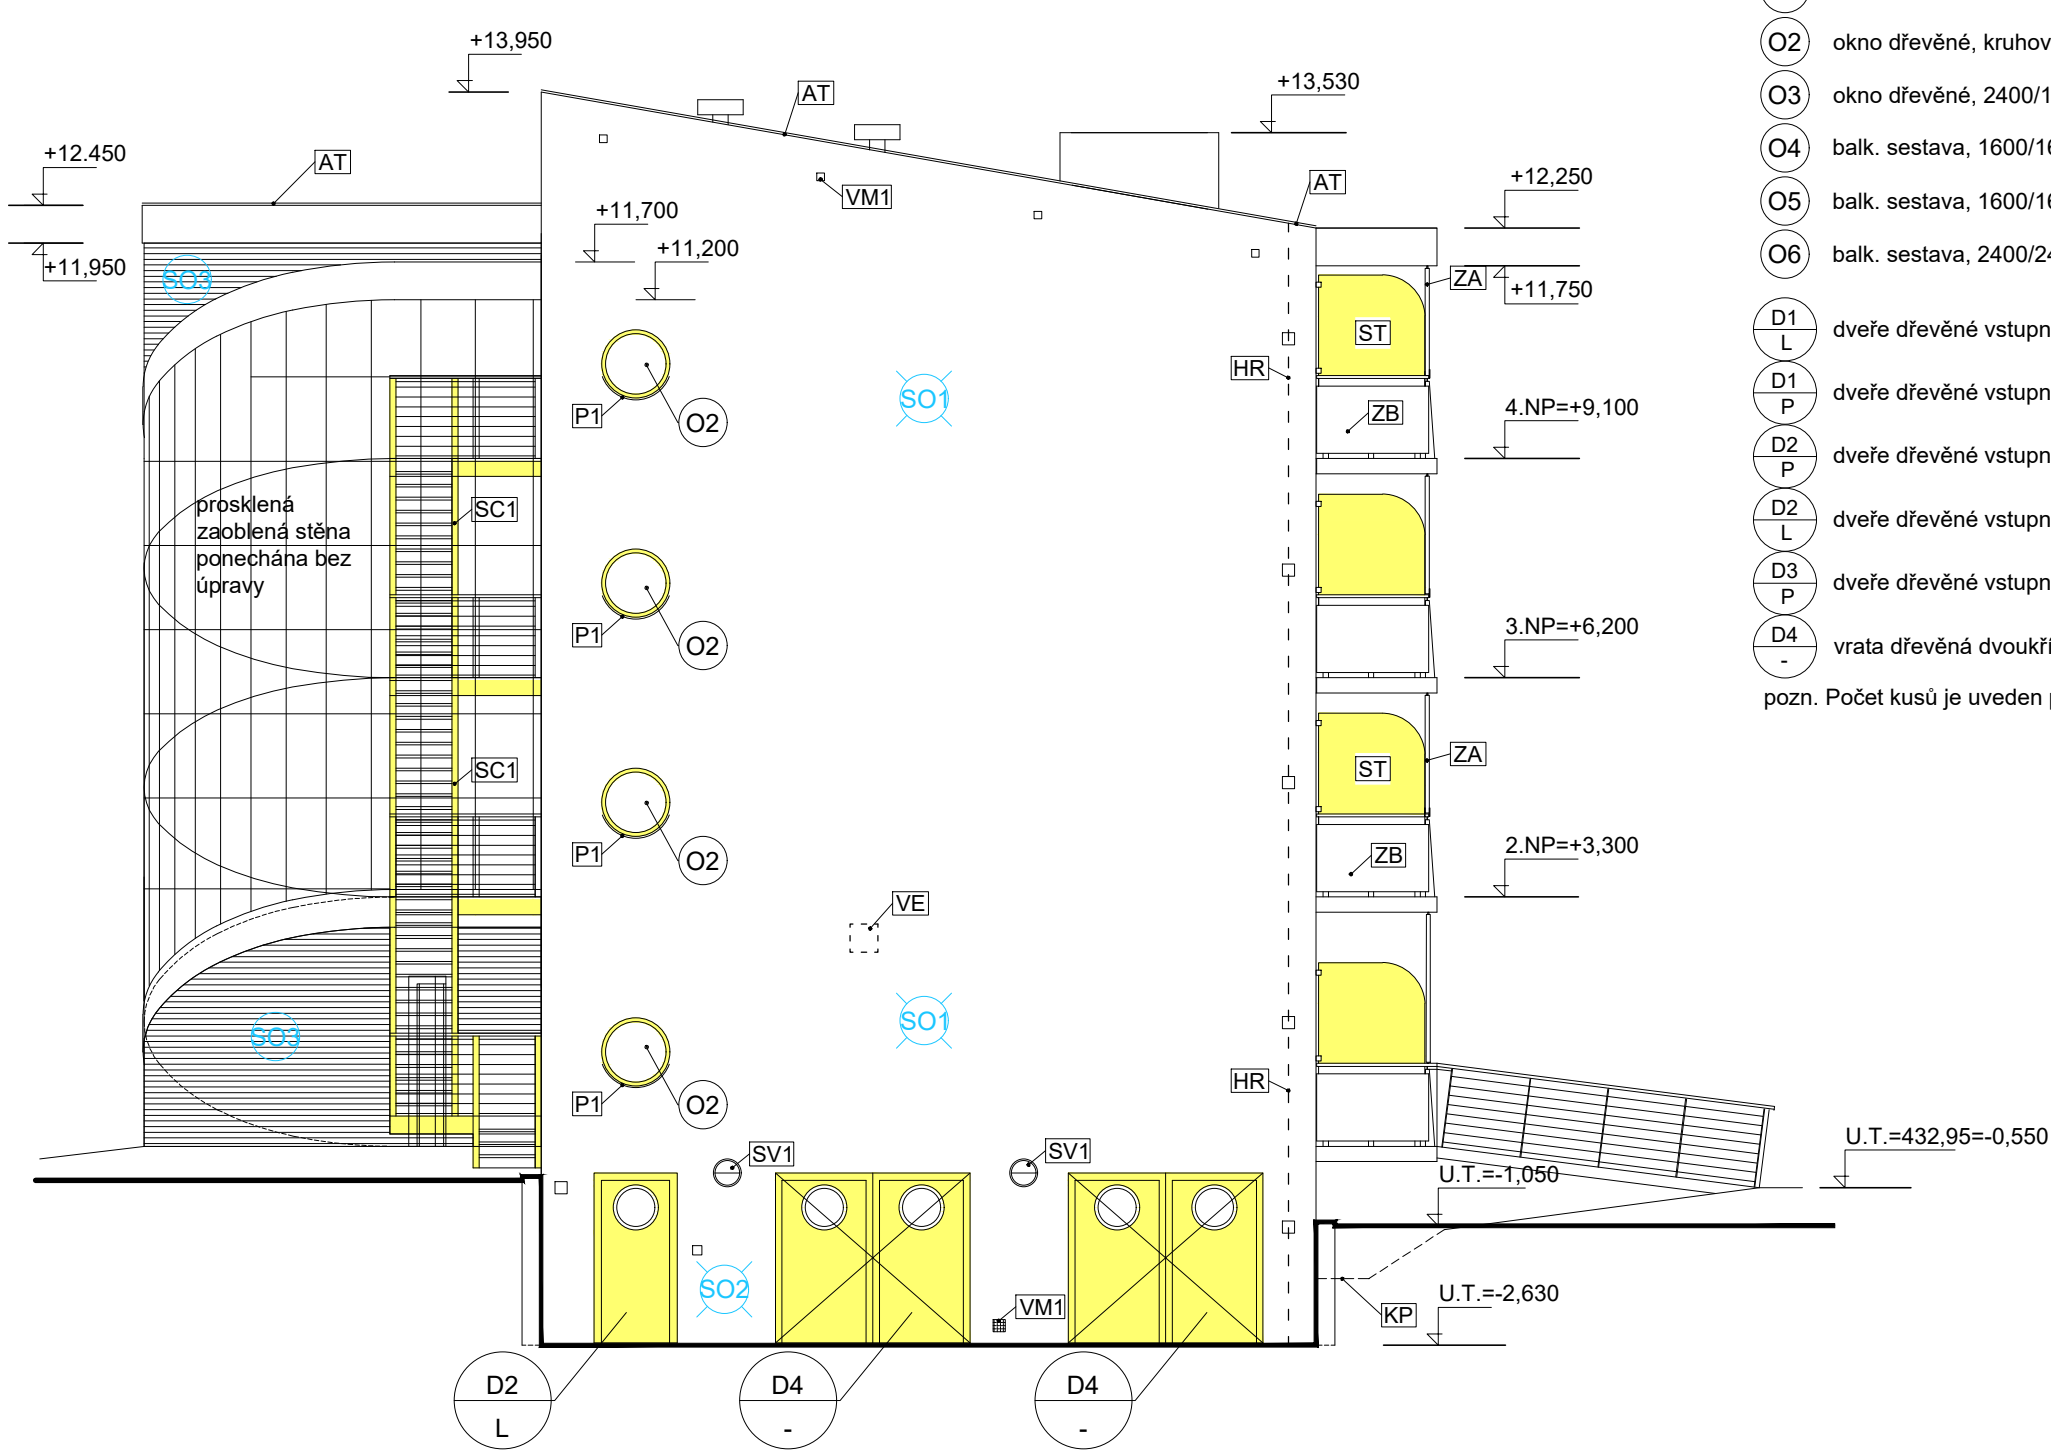 +13,950
AT
+13,530
+12.450
AT
VM1
AT
+12,250
+11,700
+11,200
+11,950
SO3
ZA
+11,750
ST
HR
SO1
P1
O2
ZB
4.NP=+9,100
prosklená
zaoblená stěna
ponechána bez
úpravy
SC1
P1
O2
3.NP=+6,200
SC1
ST
ZA
P1
O2
ZB
2.NP=+3,300
VE
SO1
SO3
HR
P1
O2
SV1
SV1
U.T.=432,95=-0,550
U.T.=-1,050
SO2
VM1
KP
U.T.=-2,630
D2
L
D4
-
D4
-
O2 okno dřevěné, kruhov
O3 okno dřevěné, 2400/1
O4 balk. sestava, 1600/16
O5 balk. sestava, 1600/16
O6 balk. sestava, 2400/24
D1
L
dveře dřevěné vstupn
D1
P
dveře dřevěné vstupn
D2
P
dveře dřevěné vstupn
D2
L
dveře dřevěné vstupn
D3
P
dveře dřevěné vstupn
D4
-
vrata dřevěná dvoukří
pozn. Počet kusů je uveden p